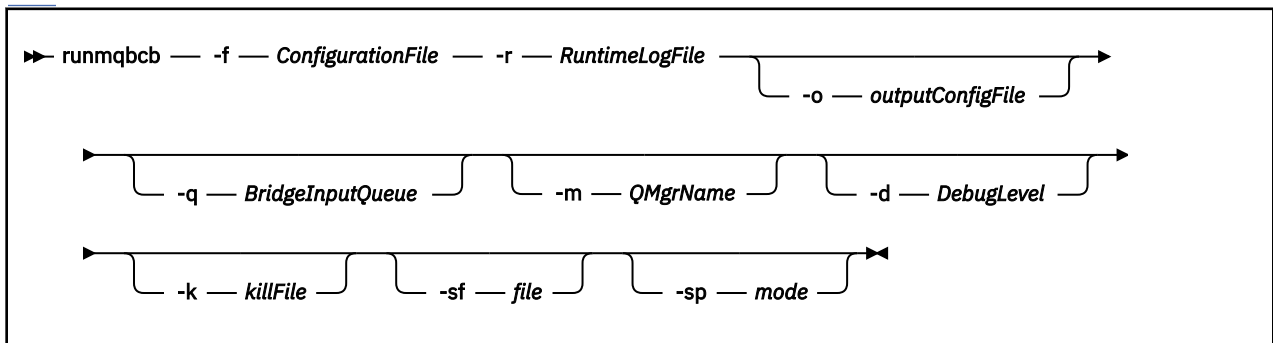 runmqbcb -f ConfigurationFile -r RuntimeLogFile
-o outputConfigFile
-q BridgeInputQueue -m QMgrName -d DebugLevel
-k killFile -sf file -sp mode